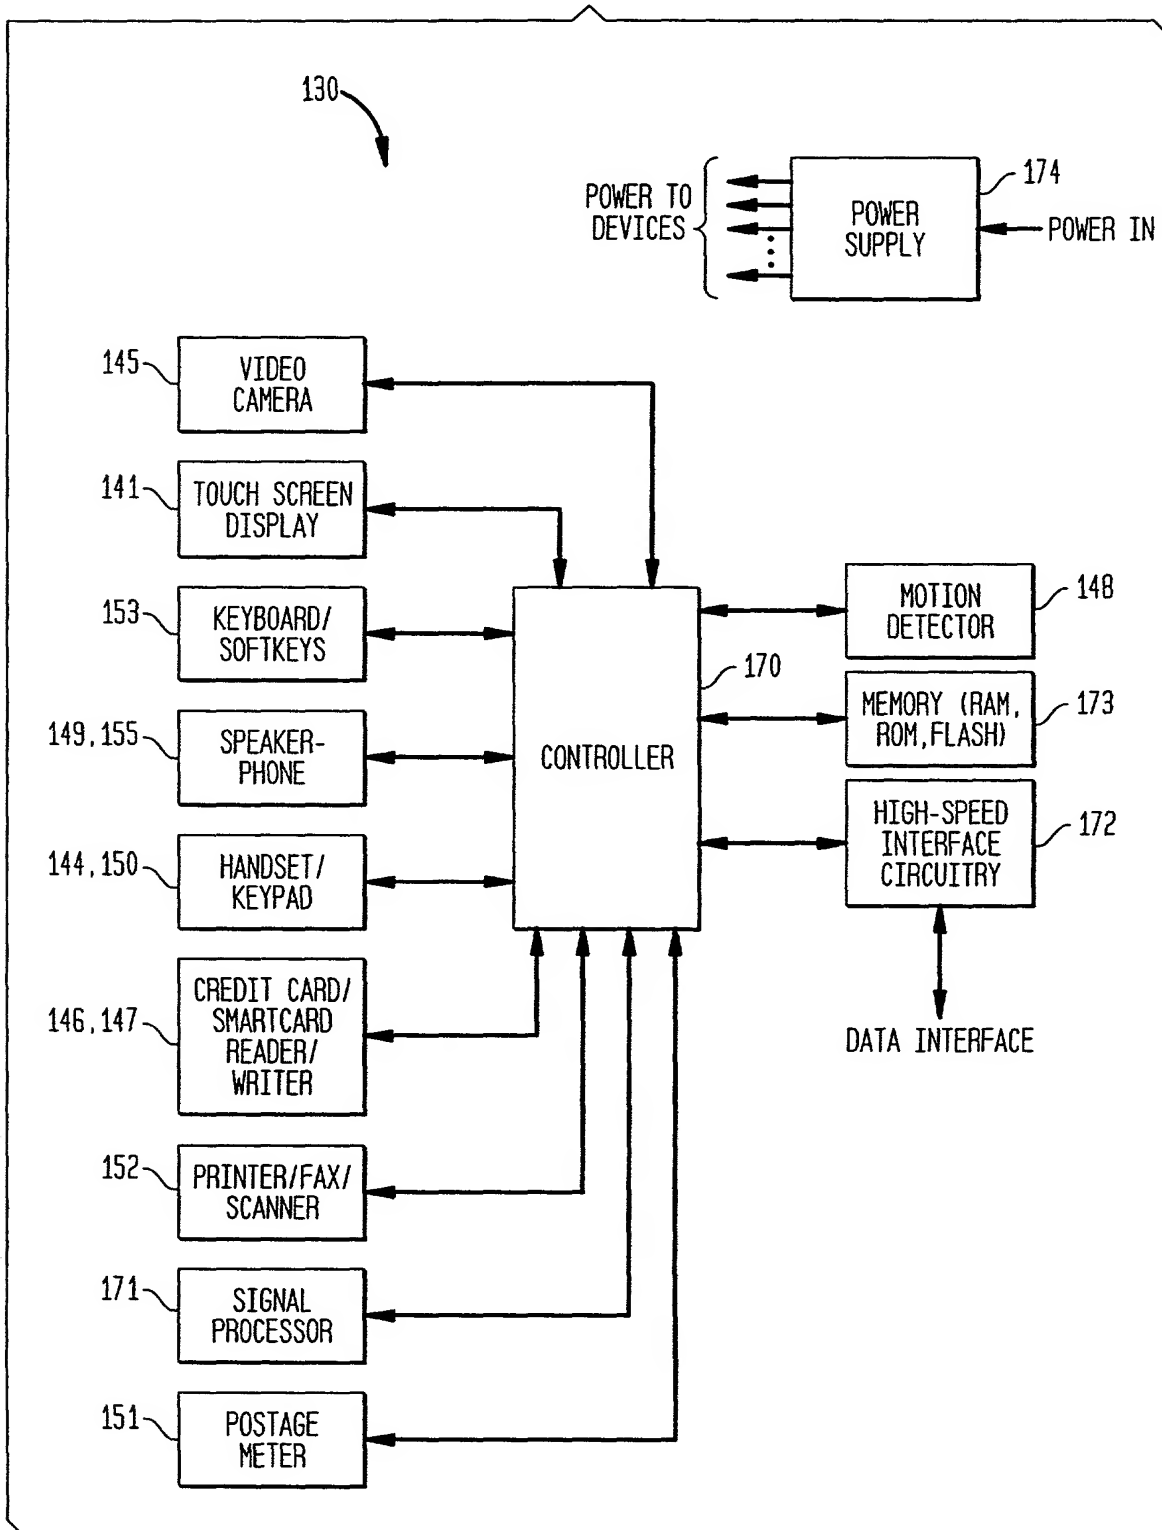 130
174
POWER TO
DEVICES
POWER
SUPPLY
POWER IN
145
VIDEO
CAMERA
141
TOUCH SCREEN
DISPLAY
153
KEYBOARD/
SOFTKEYS
149,155
SPEAKER-
PHONE
144,150
HANDSET/
KEYPAD
146,147
CREDIT CARD/
SMARTCARD
READER/
WRITER
152
PRINTER/FAX/
SCANNER
171
SIGNAL
PROCESSOR
151
POSTAGE
METER
CONTROLLER
170
MOTION
DETECTOR
148
MEMORY (RAM,
ROM,FLASH)
173
HIGH-SPEED
INTERFACE
CIRCUITRY
172
DATA INTERFACE